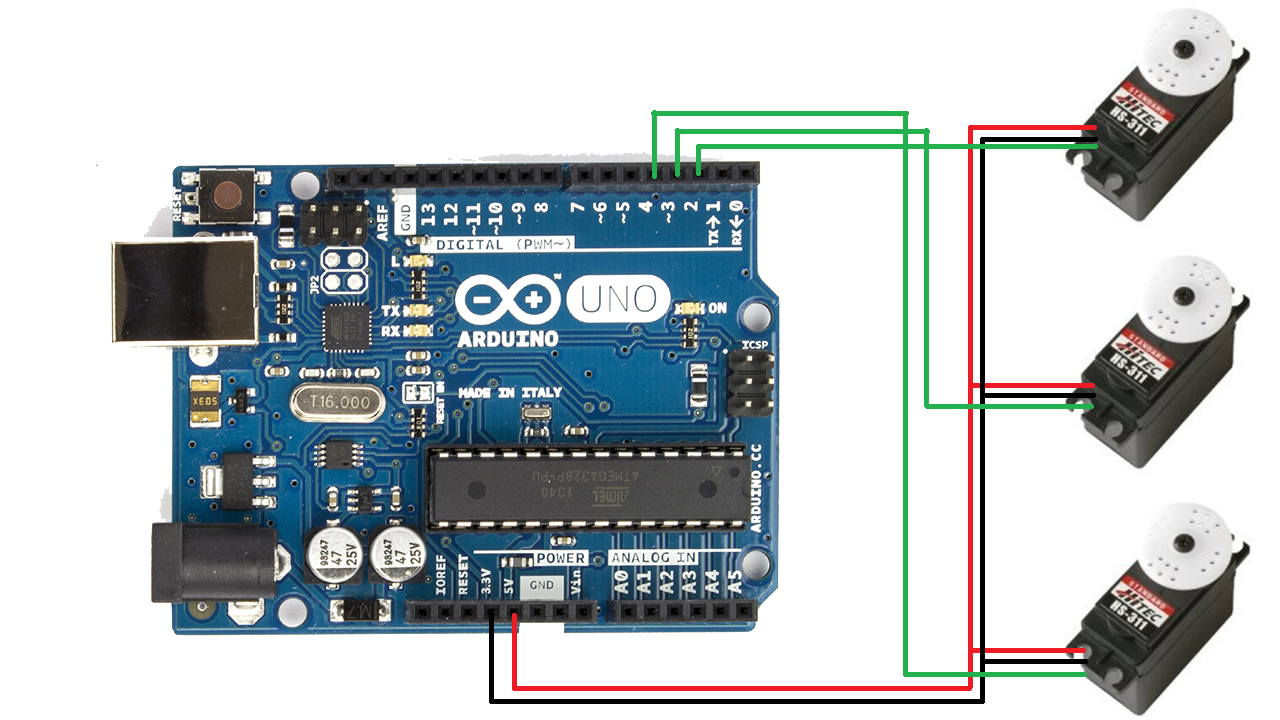 STANDARD
HiTEC
HS-311
RESET
AREF
GND
13
12
~11
~10
~9
8
7
~6
~5
4
~3
2
TX→1
RX←0
DIGITAL (PWM~)
JP2
L
TX
RX
ARDUINO
UNO
™
ON
ICSP
STANDARD
HiTEC
HS-311
T16.000
RESET EN
MADE IN ITALY
ATMEGA328P-PU
1340
ATMEL
ARDUINO.CC
47
25V
47
25V
M7
POWER
ANALOG IN
IOREF
RESET
3.3V
5V
GND
Vin
A0
A1
A2
A3
A4
A5
STANDARD
HiTEC
HS-311